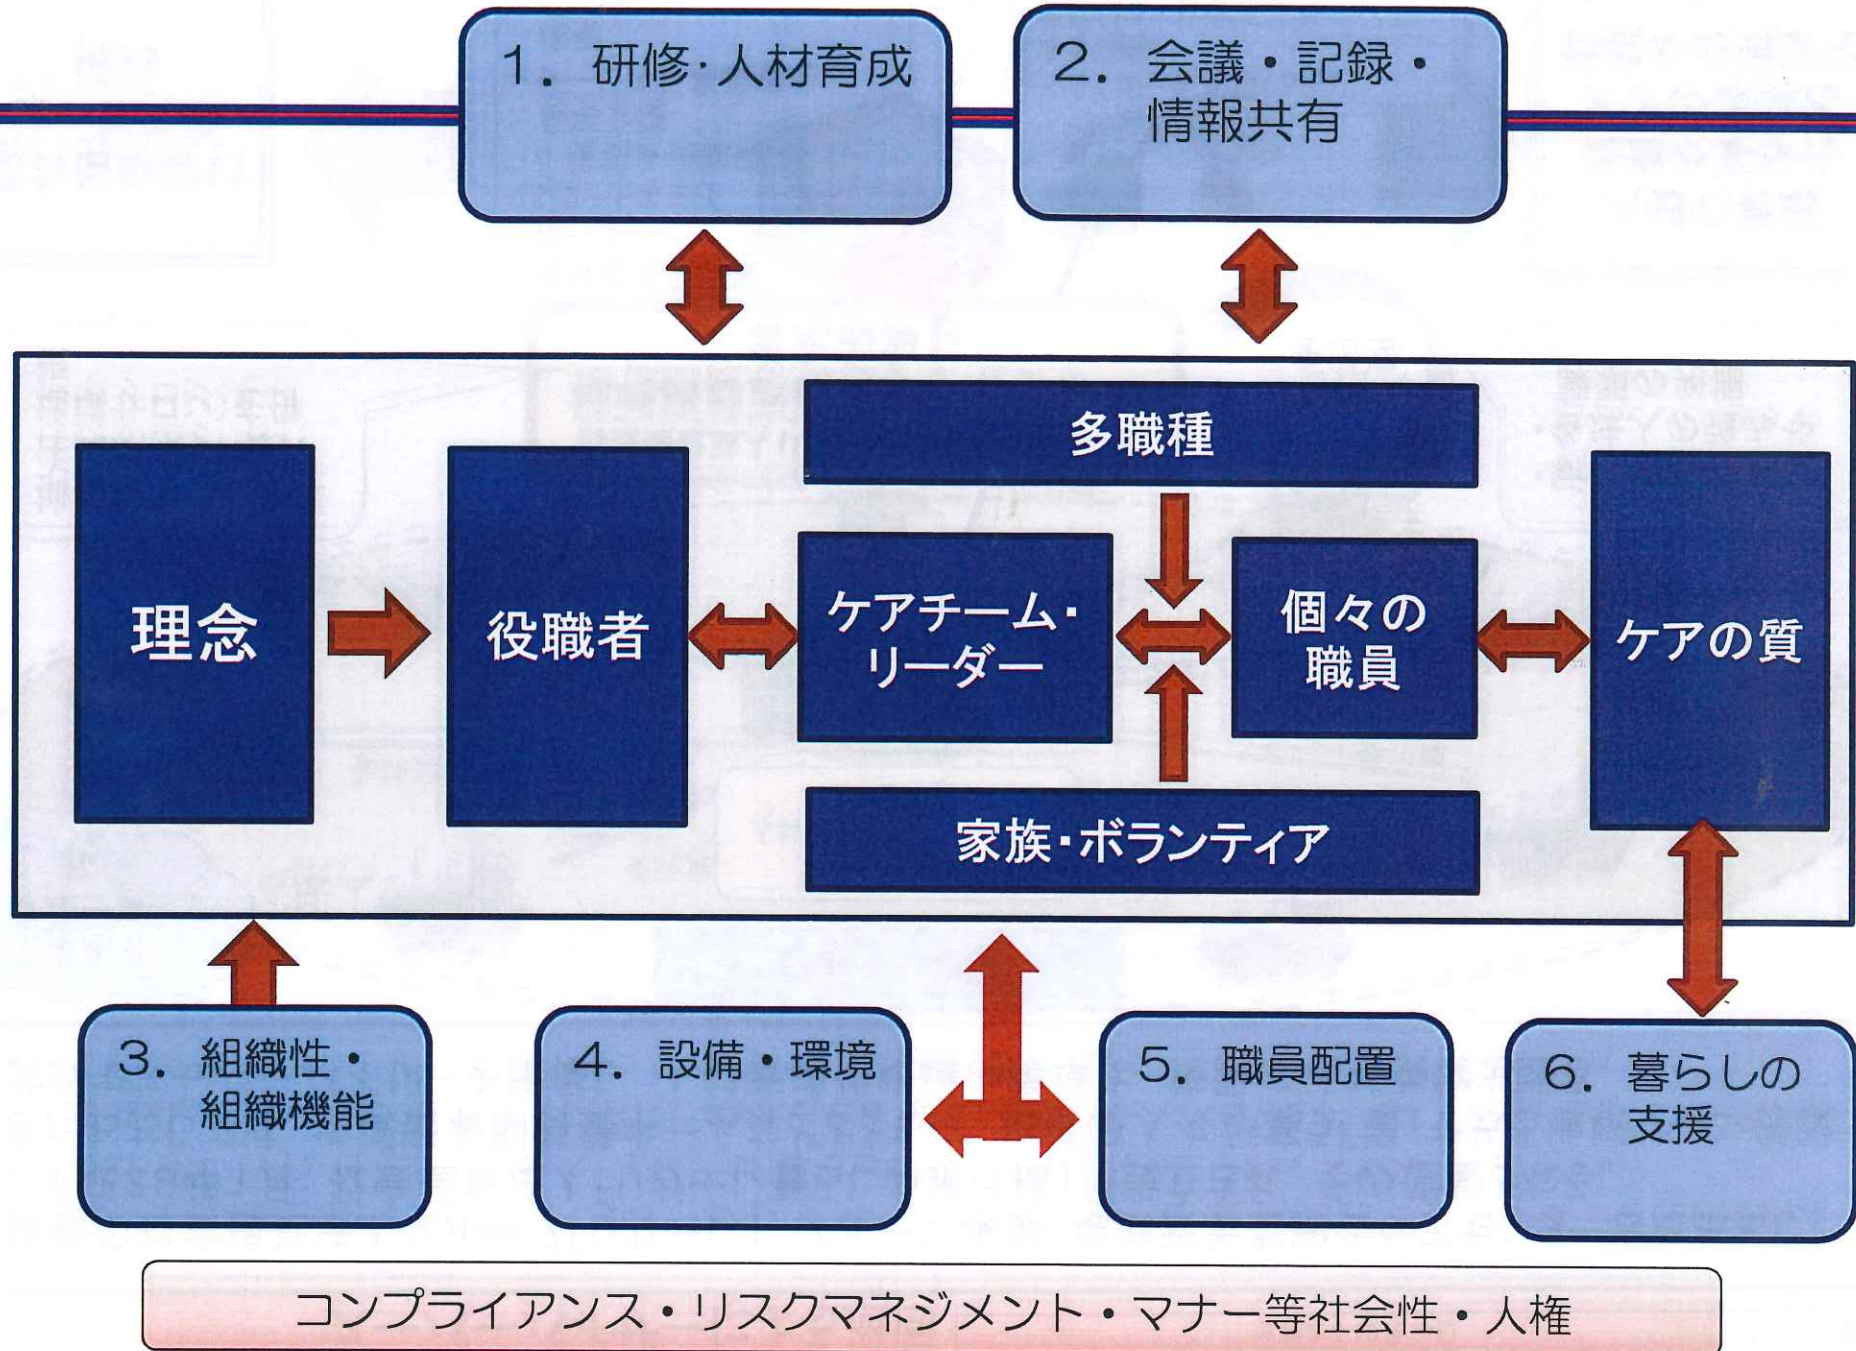 1. 研修・人材育成
2. 会議・記録・
情報共有
多職種
理念
役職者
ケアチーム・
リーダー
個々の
職員
ケアの質
家族・ボランティア
3. 組織性・
組織機能
4. 設備・環境
5. 職員配置
6. 暮らしの
支援
コンプライアンス・リスクマネジメント・マナー等社会性・人権